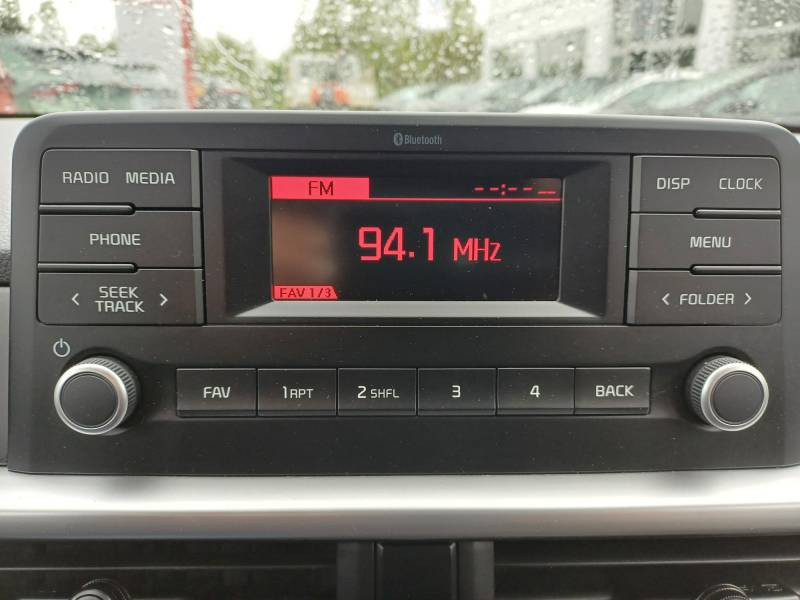 Bluetooth
RADIO MEDIA
PHONE
< SEEK TRACK >
FM --:-- __
94.1 MHz
FAV 1/3
DISP CLOCK
MENU
< FOLDER >
FAV 1 RPT 2 SHFL 3 4 BACK